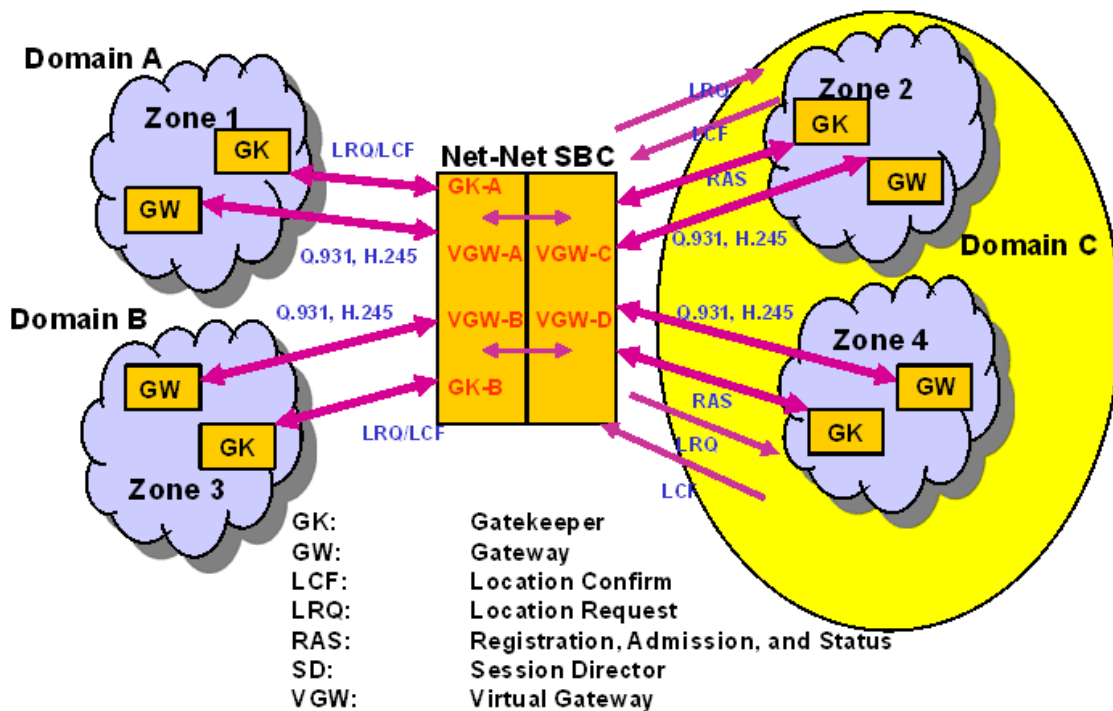 Domain A
Zone 1
GK
GW
LRQ/LCF
Q.931, H.245
Domain B
Q.931, H.245
GW
GK
Zone 3
LRQ/LCF
Net-Net SBC
GK-A
VGW-A
VGW-C
VGW-B
VGW-D
GK-B
LRQ
LCF
RAS
Q.931, H.245
Zone 2
GK
GW
Domain C
Q.931, H.245
Zone 4
GW
GK
RAS
LRQ
LCF
GK: Gatekeeper
GW: Gateway
LCF: Location Confirm
LRQ: Location Request
RAS: Registration, Admission, and Status
SD: Session Director
VGW: Virtual Gateway